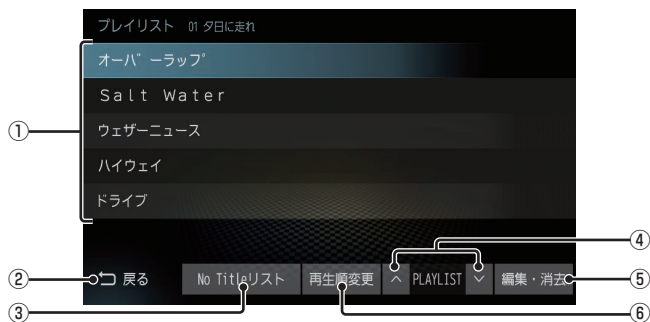 プレイリスト 01 夕日に走れ
オーバーラップ
Salt Water
ウェザーニュース
ハイウェイ
ドライブ
①
②
戻る
No Titleリスト
再生順変更
PLAYLIST
編集・消去
④
⑤
③
⑥